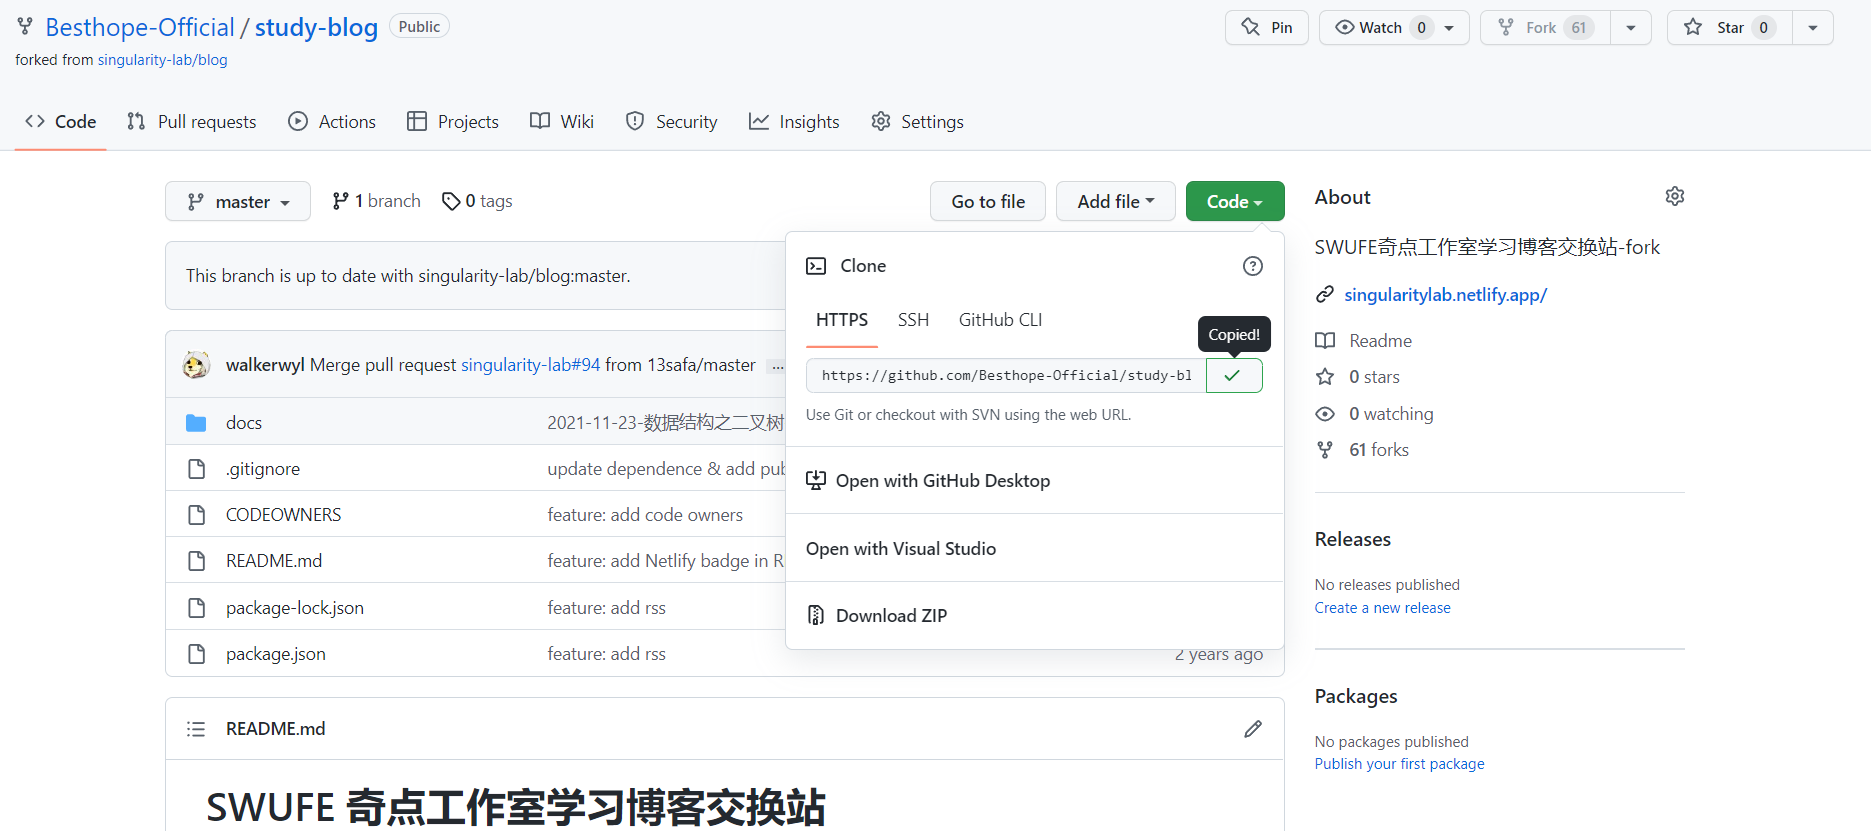 Besthope-Official / study-blog Public
Pin Watch 0 Fork 61 Star 0
forked from singularity-lab/blog
Code Pull requests Actions Projects Wiki Security Insights Settings
master 1 branch 0 tags Go to file Add file Code
This branch is up to date with singularity-lab/blog:master.
walkerwyl Merge pull request singularity-lab#94 from 13safa/master ...
docs 2021-11-23-数据结构之二叉树
.gitignore update dependence & add pub
CODEOWNERS feature: add code owners
README.md feature: add Netlify badge in R
package-lock.json feature: add rss
package.json feature: add rss 2 years ago
Clone
HTTPS SSH GitHub CLI
Copied!
https://github.com/Besthope-Official/study-bl
Use Git or checkout with SVN using the web URL.
Open with GitHub Desktop
Open with Visual Studio
Download ZIP
README.md
SWUFE 奇点工作室学习博客交换站
About
SWUFE奇点工作室学习博客交换站-fork
singularitylab.netlify.app/
Readme
0 stars
0 watching
61 forks
Releases
No releases published
Create a new release
Packages
No packages published
Publish your first package